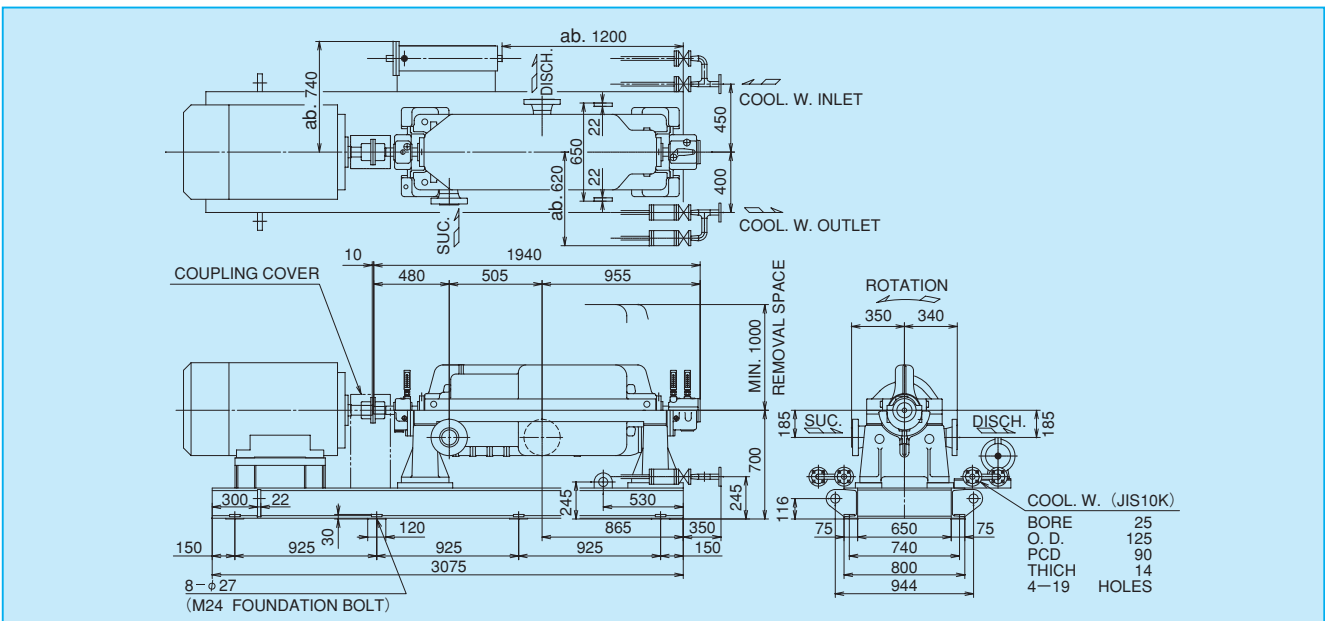 ab. 1200
ab. 740
DISCH.
COOL. W. INLET
450
22
650
22
400
ab. 620
SUC.
COOL. W. OUTLET
10
1940
COUPLING COVER
480
505
955
MIN. 1000
REMOVAL SPACE
ROTATION
350
340
185
SUC.
DISCH.
185
700
300
22
245
530
245
116
COOL. W. (JIS10K)
30
120
865
350
75
650
75
BORE 25
O. D. 125
PCD 90
THICH 14
4−19 HOLES
150
925
925
925
150
740
3075
800
944
8−ϕ27
(M24 FOUNDATION BOLT)